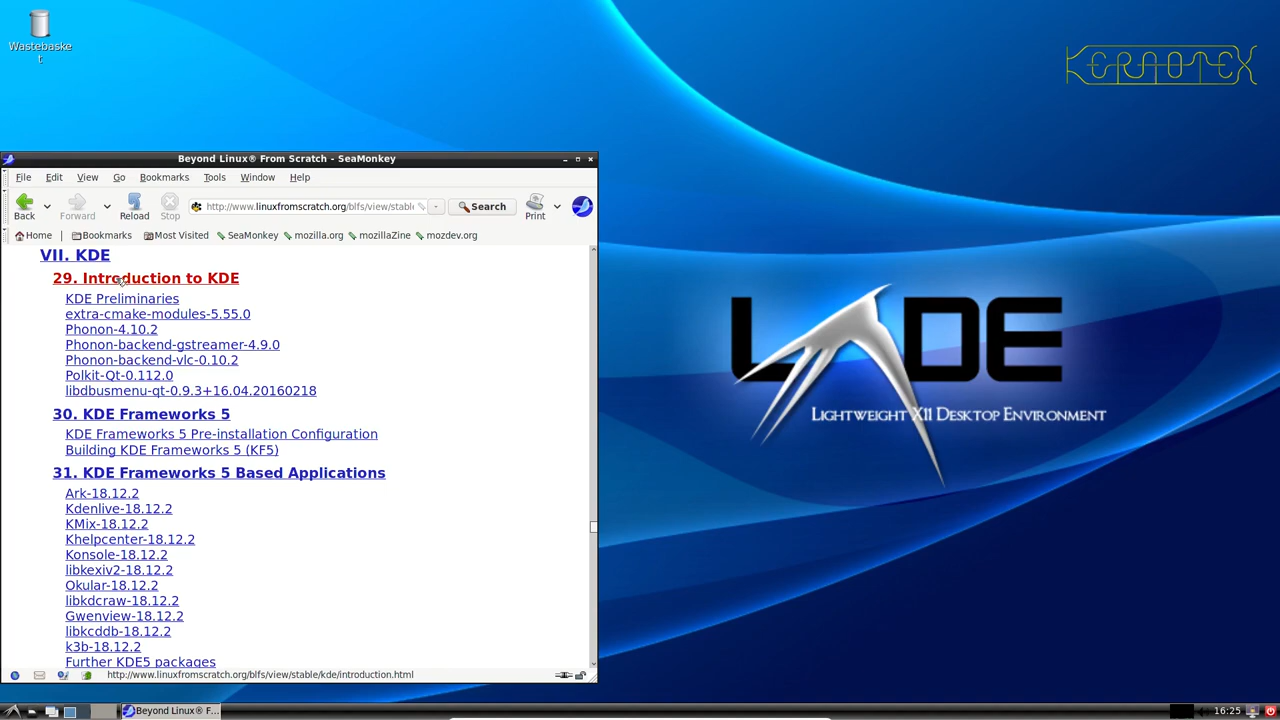 Wastebaske
t
KERAOTEX
Beyond Linux® From Scratch - SeaMonkey
File Edit View Go Bookmarks Tools Window Help
Back Forward Reload Stop http://www.linuxfromscratch.org/blfs/view/stabl Search Print
Home Bookmarks Most Visited SeaMonkey mozilla.org mozillaZine mozdev.org
VII. KDE
29. Introduction to KDE
KDE Preliminaries
extra-cmake-modules-5.55.0
Phonon-4.10.2
Phonon-backend-gstreamer-4.9.0
Phonon-backend-vlc-0.10.2
Polkit-Qt-0.112.0
libdbusmenu-qt-0.9.3+16.04.20160218
30. KDE Frameworks 5
KDE Frameworks 5 Pre-installation Configuration
Building KDE Frameworks 5 (KF5)
31. KDE Frameworks 5 Based Applications
Ark-18.12.2
Kdenlive-18.12.2
KMix-18.12.2
Khelpcenter-18.12.2
Konsole-18.12.2
libkexiv2-18.12.2
Okular-18.12.2
libkdcraw-18.12.2
Gwenview-18.12.2
libkcddb-18.12.2
k3b-18.12.2
Further KDE5 packages
http://www.linuxfromscratch.org/blfs/view/stable/kde/introduction.html
LXDE
Lightweight X11 Desktop Environment
Beyond Linux® F...
16:25